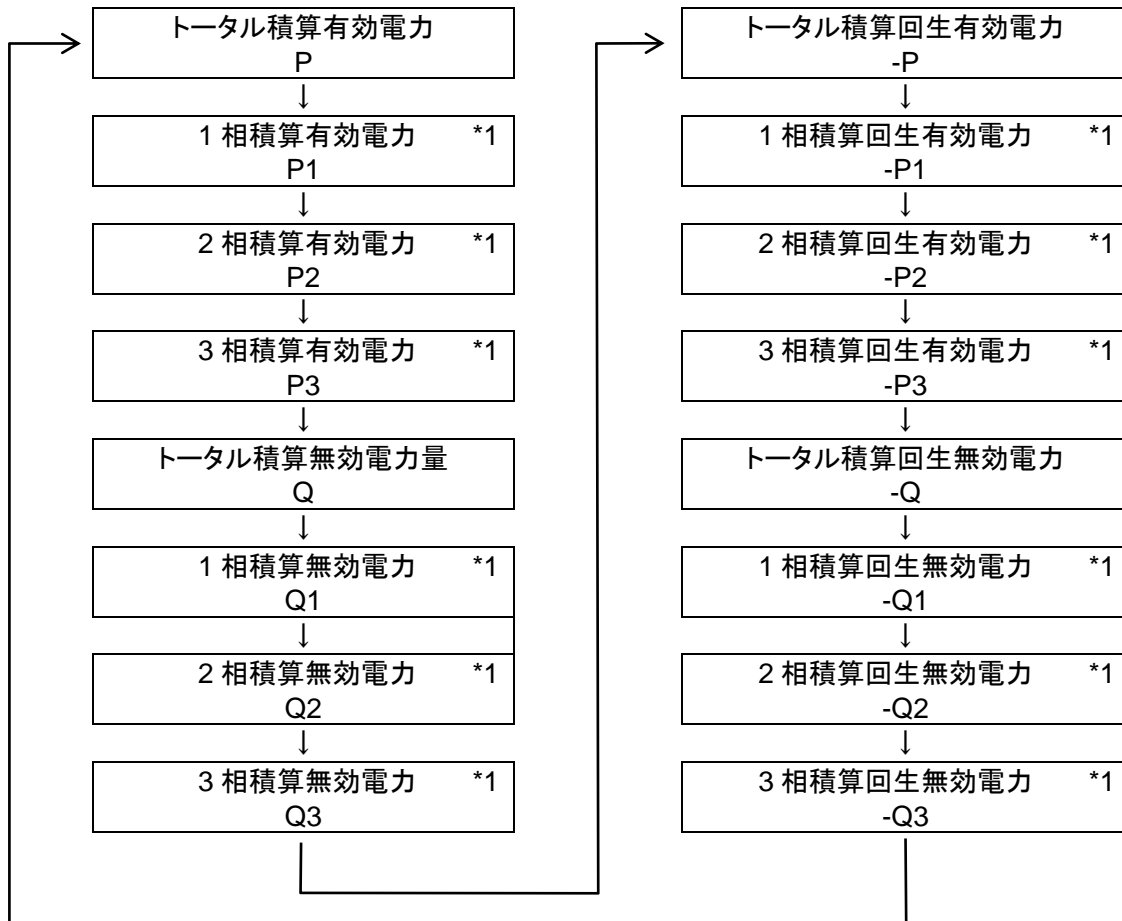 トータル積算有効電力
P
↓
1 相積算有効電力 *1
P1
↓
2 相積算有効電力 *1
P2
↓
3 相積算有効電力 *1
P3
↓
トータル積算無効電力量
Q
↓
1 相積算無効電力 *1
Q1
↓
2 相積算無効電力 *1
Q2
↓
3 相積算無効電力 *1
Q3
トータル積算回生有効電力
-P
↓
1 相積算回生有効電力 *1
-P1
↓
2 相積算回生有効電力 *1
-P2
↓
3 相積算回生有効電力 *1
-P3
↓
トータル積算回生無効電力
-Q
↓
1 相積算回生無効電力 *1
-Q1
↓
2 相積算回生無効電力 *1
-Q2
↓
3 相積算回生無効電力 *1
-Q3